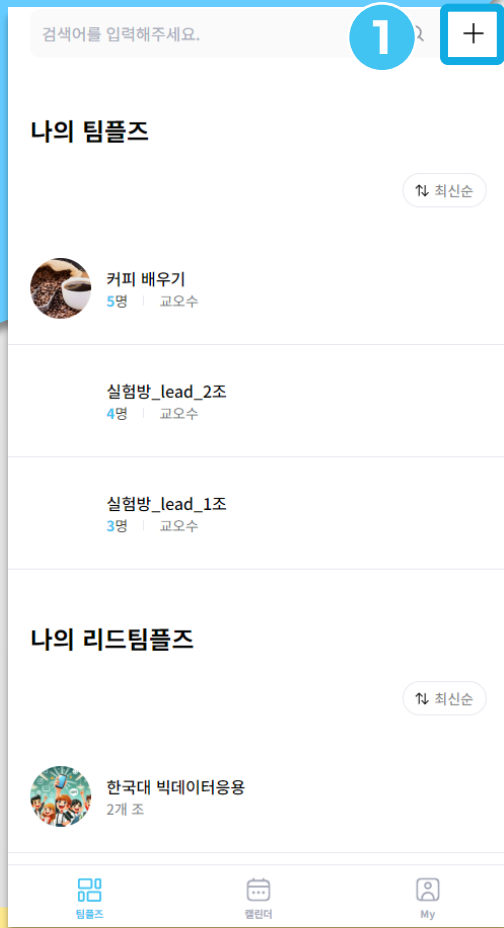 검색어를 입력해주세요.
1
나의 팀플즈
최신순
커피 배우기
5명 교오수
실험방_lead_2조
4명 교오수
실험방_lead_1조
3명 교오수
나의 리드팀플즈
최신순
한국대 빅데이터응용
2개 조
팀플즈 캘린더 My